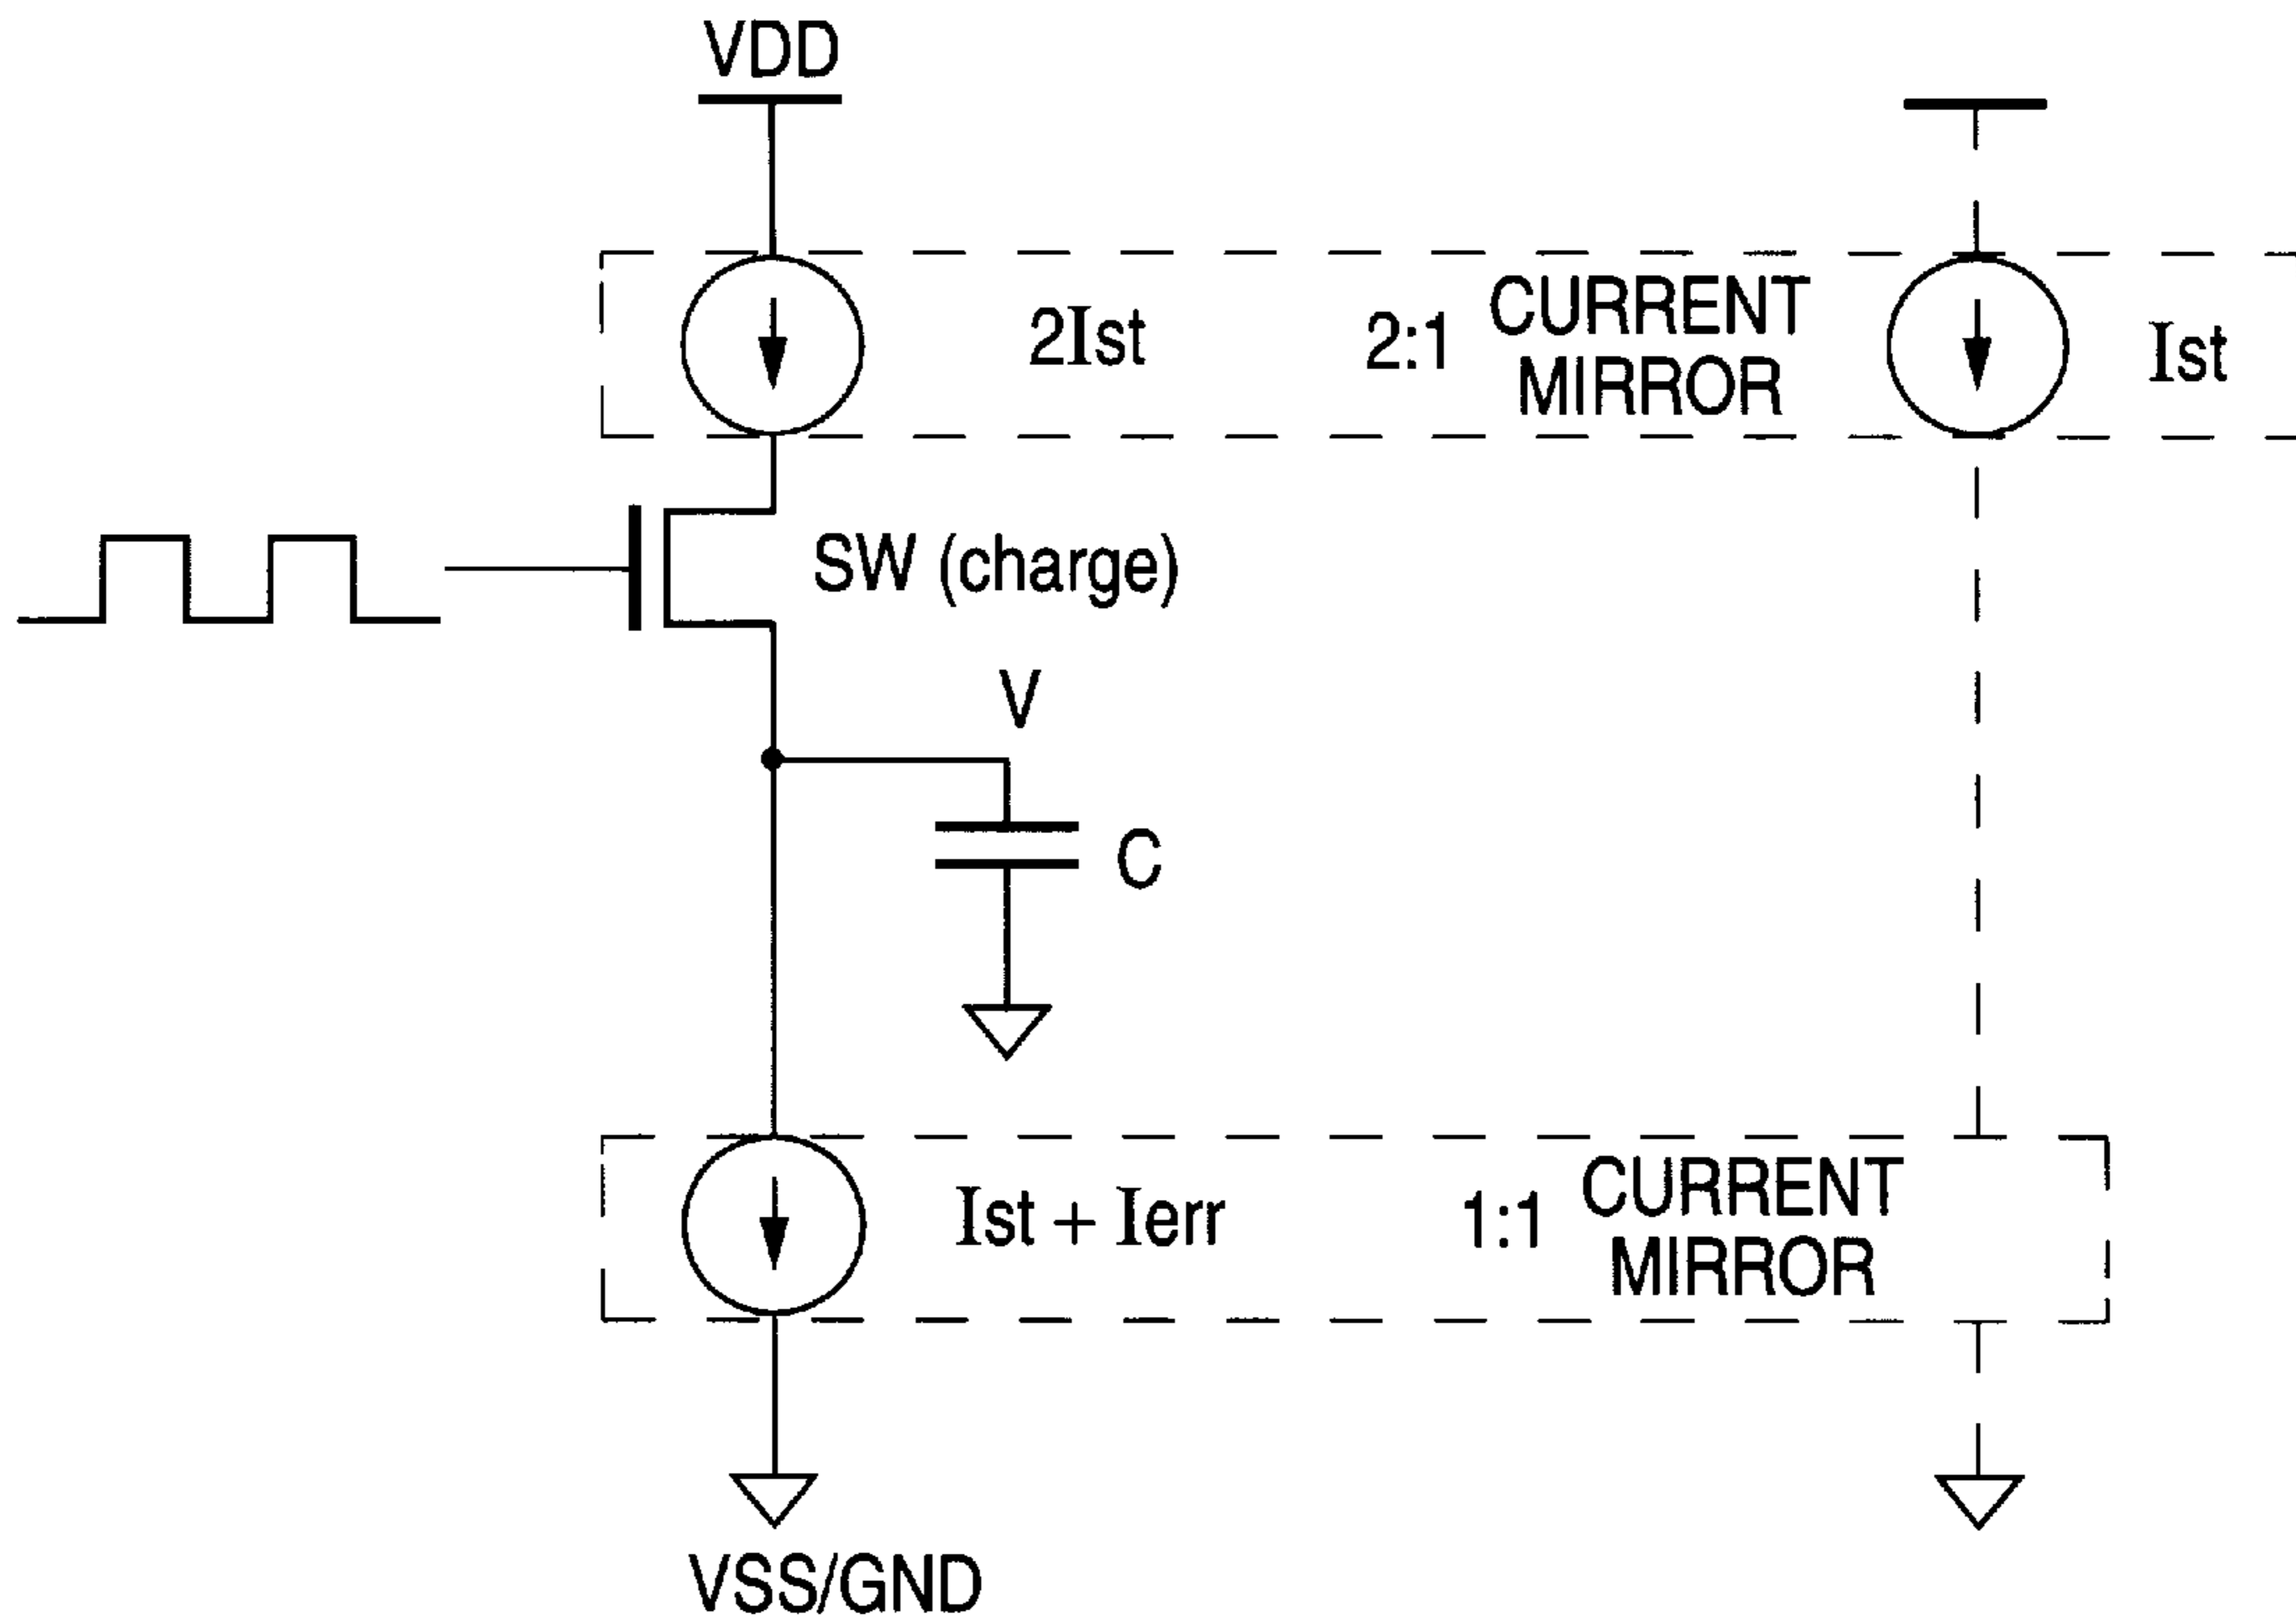 VDD
2Ist
2:1
CURRENT
MIRROR
Ist
SW (charge)
V
C
Ist + Ierr
1:1
CURRENT
MIRROR
VSS/GND